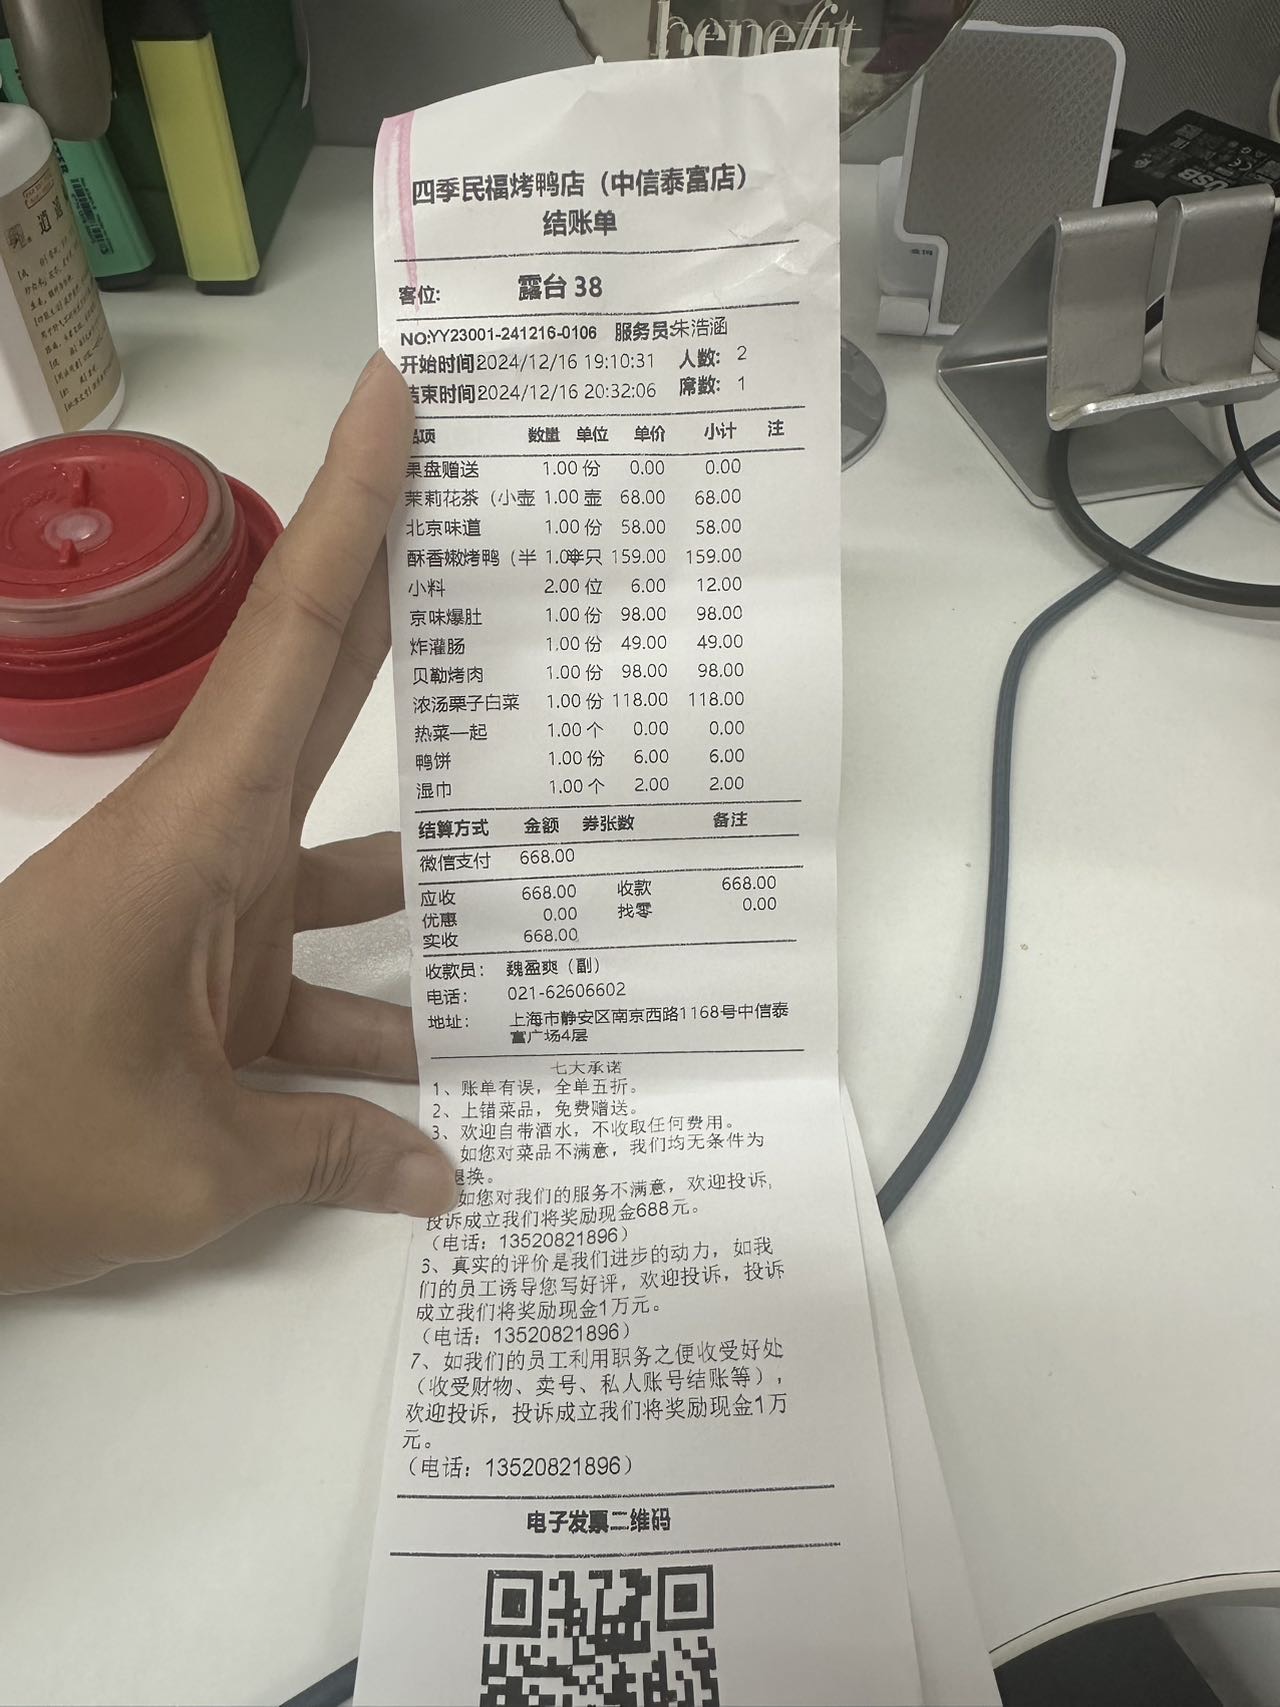 benefit
USB
逍遥
四季民福烤鸭店（中信泰富店）
结账单
客位: 露台 38
NO:YY23001-241216-0106 服务员:朱浩涵
开始时间:2024/12/16 19:10:31 人数: 2
结束时间:2024/12/16 20:32:06 席数: 1
品项 数量 单位 单价 小计 注
果盘赠送 1.00 份 0.00 0.00
茉莉花茶（小壶 1.00 壶 68.00 68.00
北京味道 1.00 份 58.00 58.00
酥香嫩烤鸭（半 1.00半只 159.00 159.00
小料 2.00 位 6.00 12.00
京味爆肚 1.00 份 98.00 98.00
炸灌肠 1.00 份 49.00 49.00
贝勒烤肉 1.00 份 98.00 98.00
浓汤栗子白菜 1.00 份 118.00 118.00
热菜一起 1.00 个 0.00 0.00
鸭饼 1.00 份 6.00 6.00
湿巾 1.00 个 2.00 2.00
结算方式 金额 券张数 备注
微信支付 668.00
应收 668.00 收款 668.00
优惠 0.00 找零 0.00
实收 668.00
收款员: 魏盈爽（副）
电话: 021-62606602
地址: 上海市静安区南京西路1168号中信泰
富广场4层
七大承诺
1、账单有误，全单五折。
2、上错菜品，免费赠送。
3、欢迎自带酒水，不收取任何费用。
如您对菜品不满意，我们均无条件为
退换。
如您对我们的服务不满意，欢迎投诉，
投诉成立我们将奖励现金688元。
（电话：13520821896）
3、真实的评价是我们进步的动力，如我
们的员工诱导您写好评，欢迎投诉，投诉
成立我们将奖励现金1万元。
（电话：13520821896）
7、如我们的员工利用职务之便收受好处
（收受财物、卖号、私人账号结账等），
欢迎投诉，投诉成立我们将奖励现金1万
元。
（电话：13520821896）
电子发票二维码